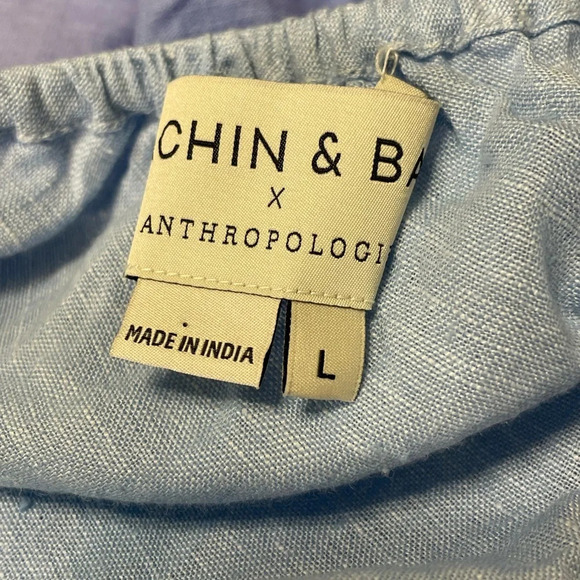 CHIN & BA
X
ANTHROPOLOGI
MADE IN INDIA
L